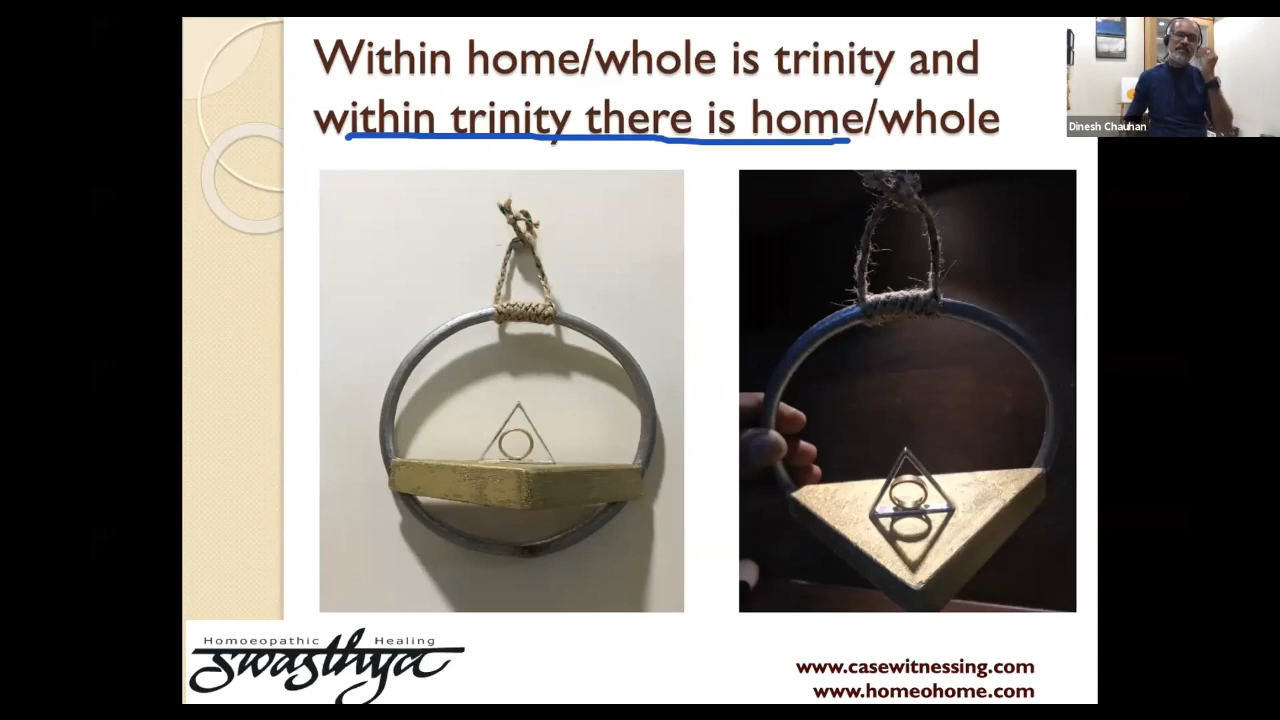 Within home/whole is trinity and
within trinity there is home/whole
Dinesh Chauhan
Homoeopathic Healing
swasthya
www.casewitnessing.com
www.homeohome.com